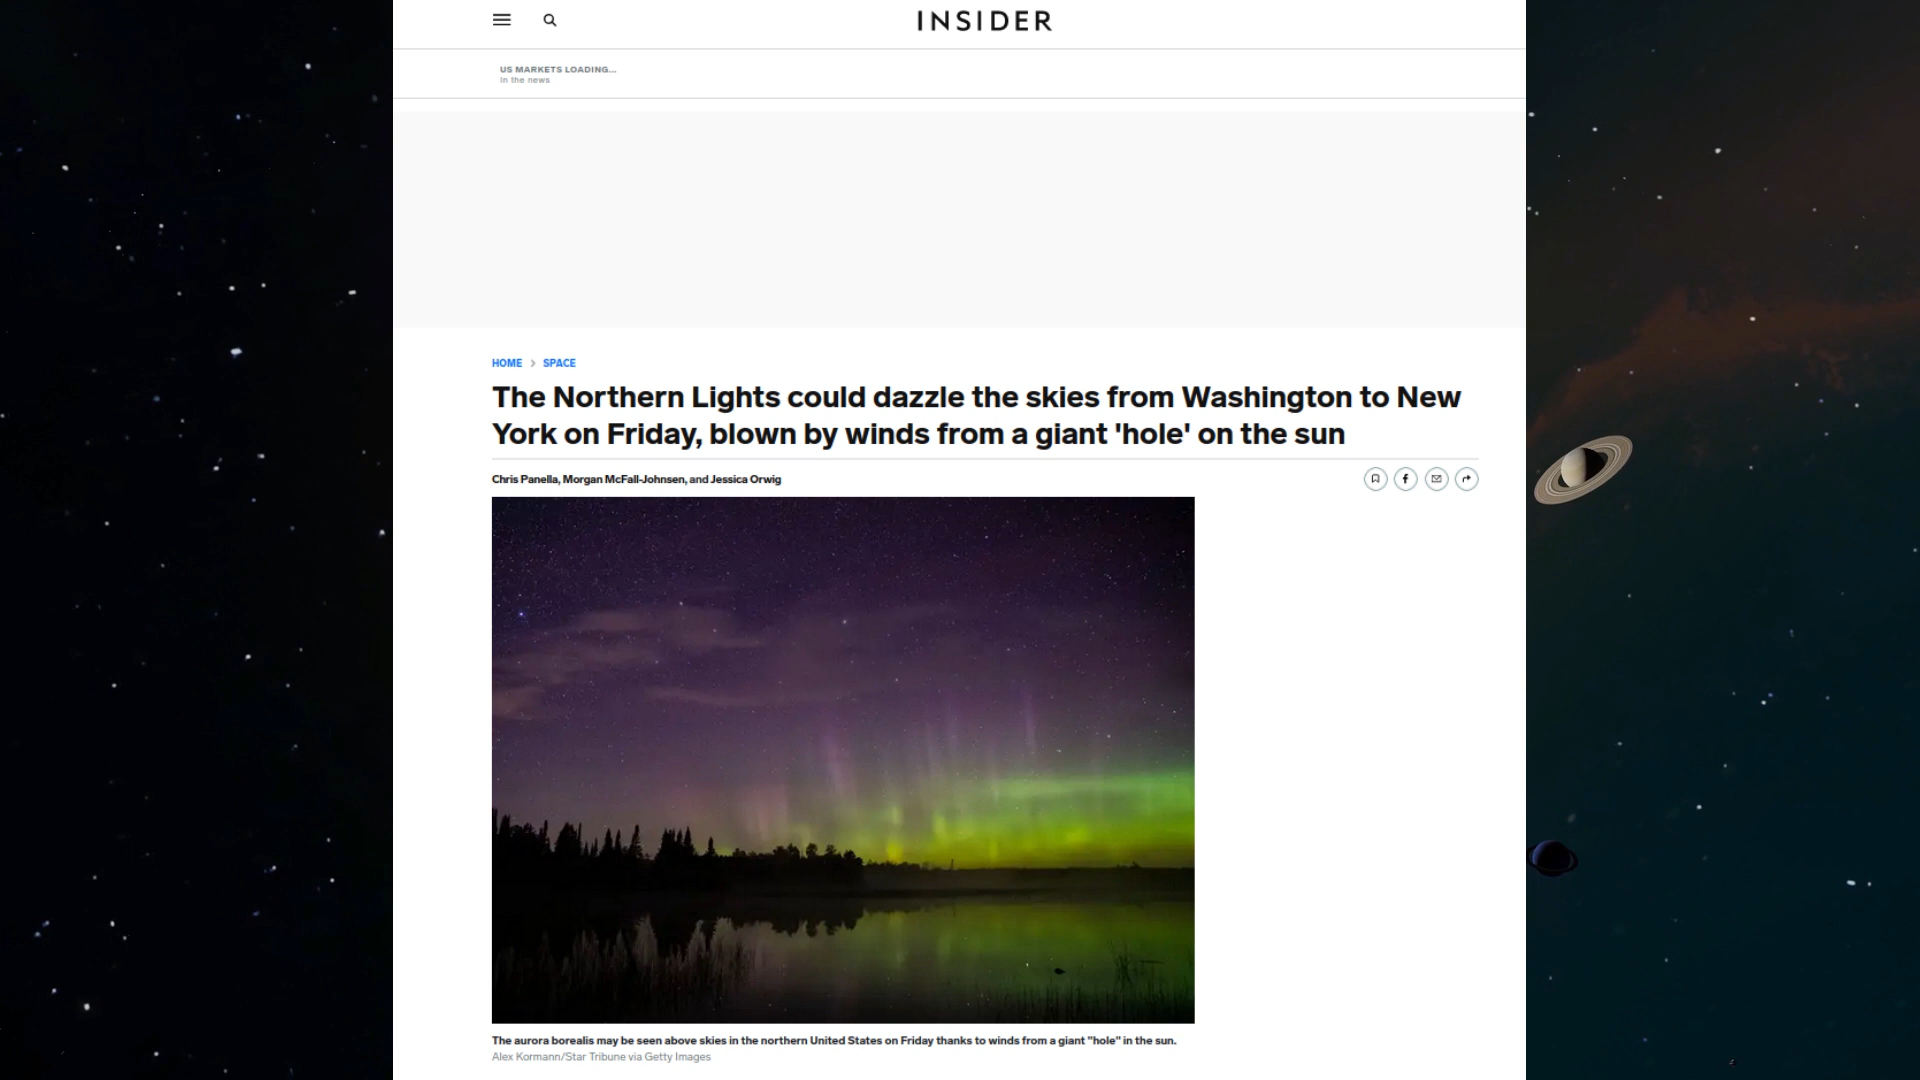 INSIDER
US MARKETS LOADING...
In the news
HOME > SPACE
The Northern Lights could dazzle the skies from Washington to New
York on Friday, blown by winds from a giant 'hole' on the sun
Chris Panella, Morgan McFall-Johnsen, and Jessica Orwig
The aurora borealis may be seen above skies in the northern United States on Friday thanks to winds from a giant "hole" in the sun.
Alex Kormann/Star Tribune via Getty Images